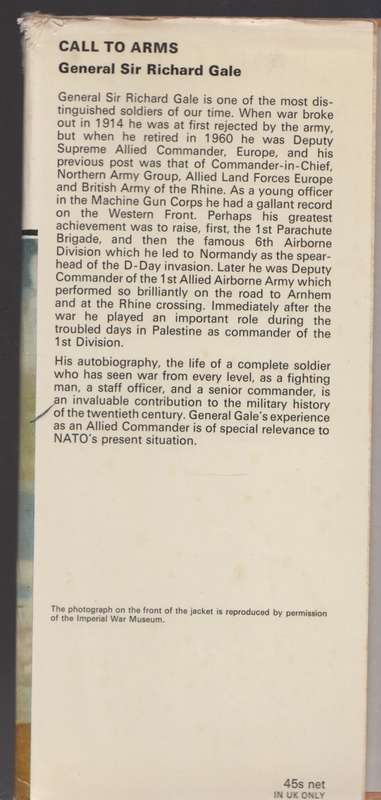 CALL TO ARMS
General Sir Richard Gale
General Sir Richard Gale is one of the most dis-
tinguished soldiers of our time. When war broke
out in 1914 he was at first rejected by the army,
but when he retired in 1960 he was Deputy
Supreme Allied Commander, Europe, and his
previous post was that of Commander-in-Chief,
Northern Army Group, Allied Land Forces Europe
and British Army of the Rhine. As a young officer
in the Machine Gun Corps he had a gallant record
on the Western Front. Perhaps his greatest
achievement was to raise, first, the 1st Parachute
Brigade, and then the famous 6th Airborne
Division which he led to Normandy as the spear-
head of the D-Day invasion. Later he was Deputy
Commander of the 1st Allied Airborne Army which
performed so brilliantly on the road to Arnhem
and at the Rhine crossing. Immediately after the
war he played an important role during the
troubled days in Palestine as commander of the
1st Division.
His autobiography, the life of a complete soldier
who has seen war from every level, as a fighting
man, a staff officer, and a senior commander, is
an invaluable contribution to the military history
of the twentieth century. General Gale's experience
as an Allied Commander is of special relevance to
NATO's present situation.
The photograph on the front of the jacket is reproduced by permission
of the Imperial War Museum.
45s net
IN UK ONLY